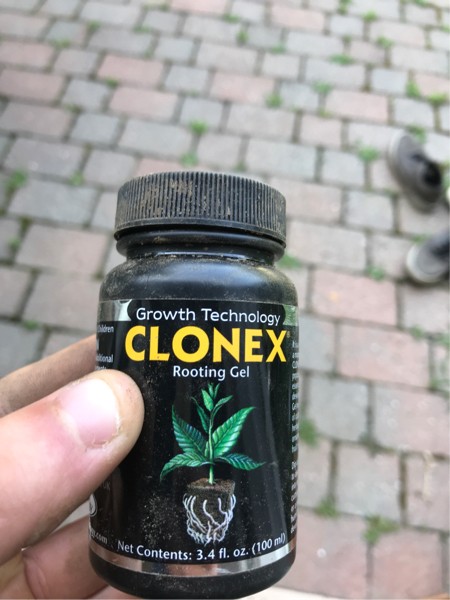 Growth Technology
CLONEX®
Rooting Gel
Net Contents: 3.4 fl. oz. (100 ml)